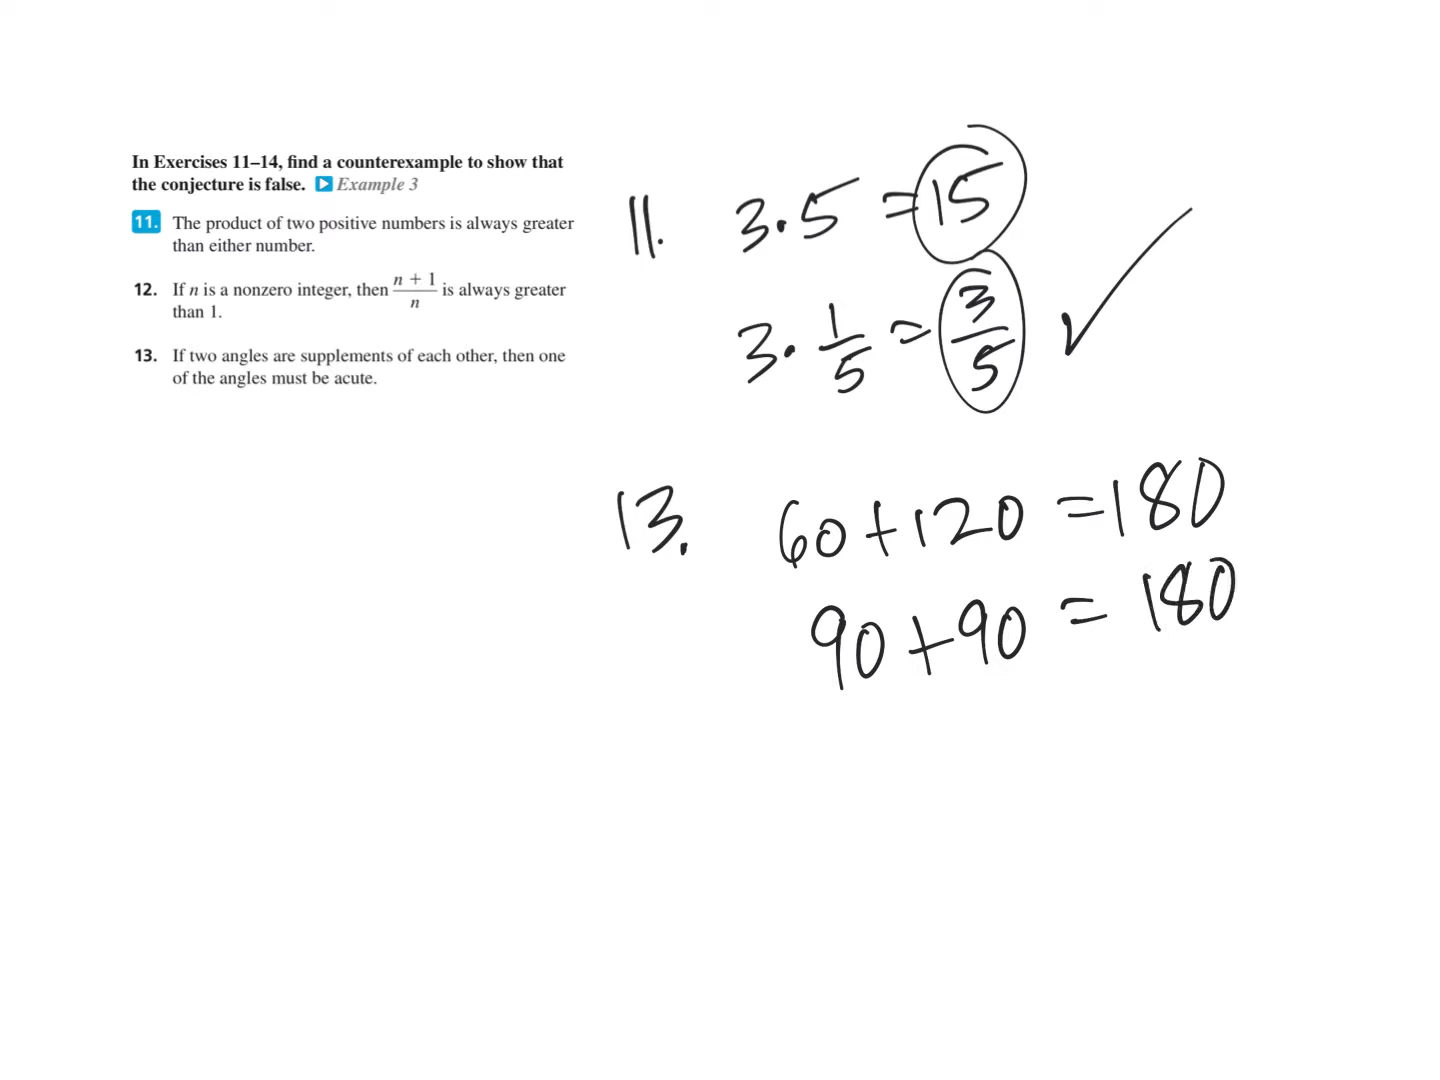 In Exercises 11–14, find a counterexample to show that
the conjecture is false. ▶ Example 3
11. The product of two positive numbers is always greater
than either number.
12. If n is a nonzero integer, then (n + 1)/n is always greater
than 1.
13. If two angles are supplements of each other, then one
of the angles must be acute.
11. 3 · 5 = 15
3 · 1/5 = 3/5 ✓
13. 60 + 120 = 180
90 + 90 = 180